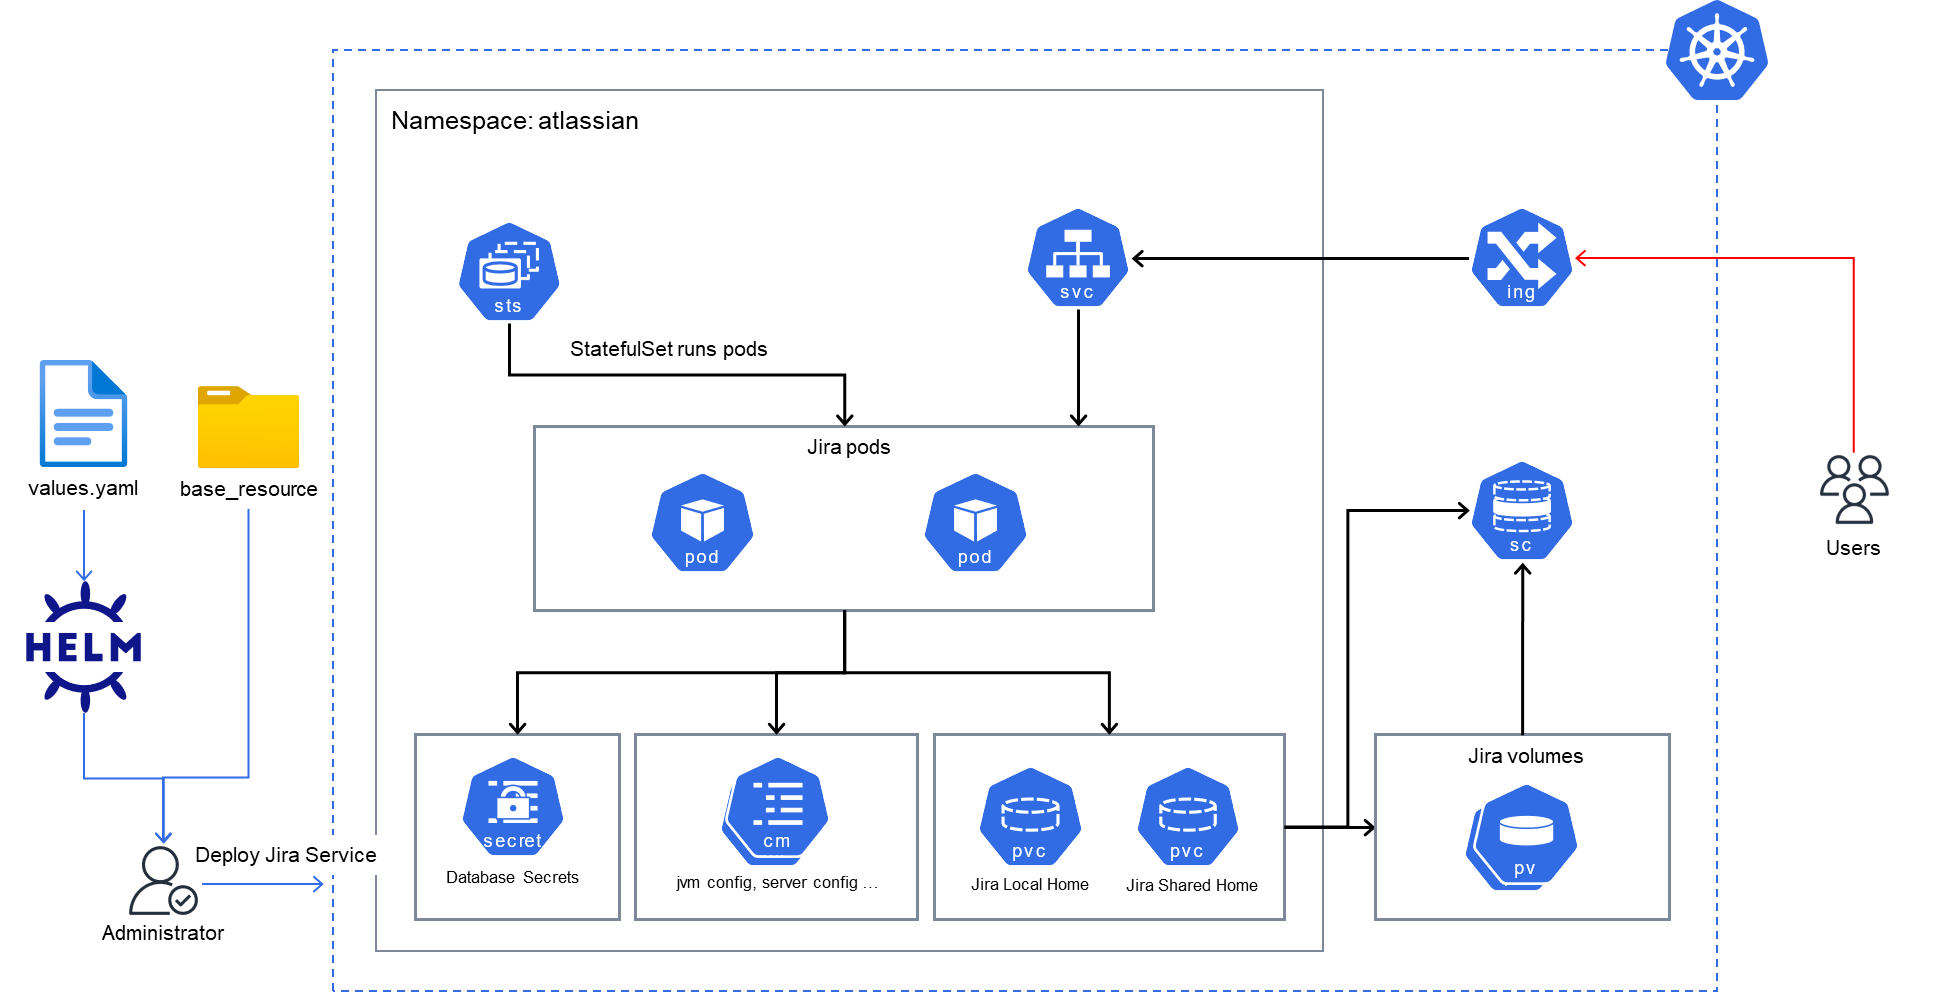 Namespace: atlassian
sts
svc
ing
StatefulSet runs pods
Jira pods
pod
pod
values.yaml
base_resource
sc
Users
HELM
Jira volumes
secret
Database Secrets
cm
jvm config, server config ...
pvc
Jira Local Home
pvc
Jira Shared Home
pv
Deploy Jira Service
Administrator